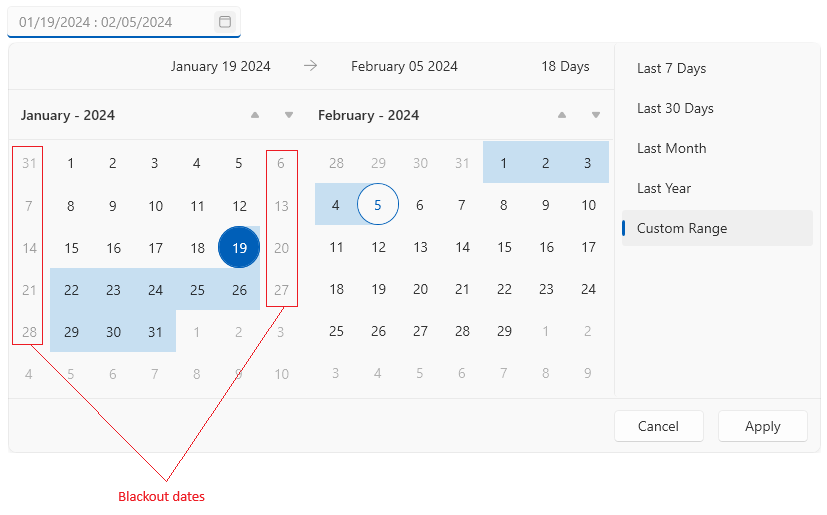 01/19/2024 : 02/05/2024
January 19 2024 → February 05 2024 18 Days
January - 2024
31 1 2 3 4 5 6
7 8 9 10 11 12 13
14 15 16 17 18 19 20
21 22 23 24 25 26 27
28 29 30 31 1 2 3
4 5 6 7 8 9 10
February - 2024
28 29 30 31 1 2 3
4 5 6 7 8 9 10
11 12 13 14 15 16 17
18 19 20 21 22 23 24
25 26 27 28 29 1 2
3 4 5 6 7 8 9
Last 7 Days
Last 30 Days
Last Month
Last Year
Custom Range
Cancel Apply
Blackout dates